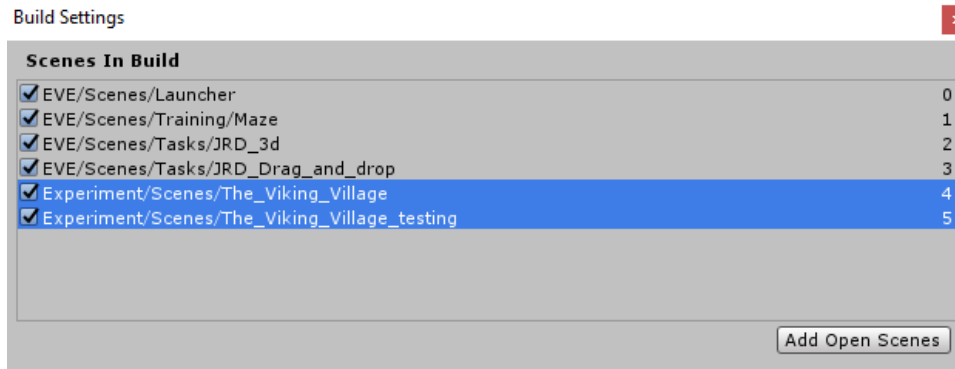 Build Settings
Scenes In Build
EVE/Scenes/Launcher 0
EVE/Scenes/Training/Maze 1
EVE/Scenes/Tasks/JRD_3d 2
EVE/Scenes/Tasks/JRD_Drag_and_drop 3
Experiment/Scenes/The_Viking_Village 4
Experiment/Scenes/The_Viking_Village_testing 5
Add Open Scenes